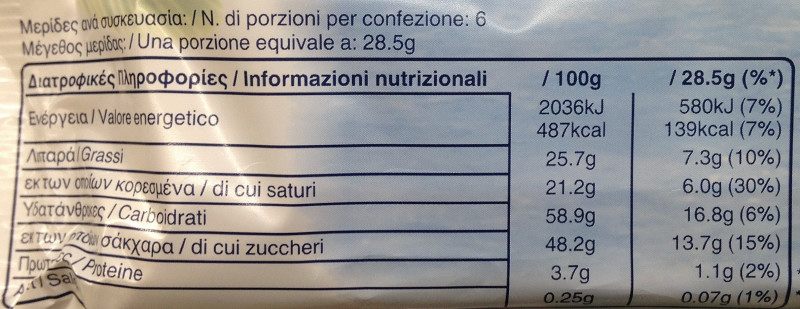 Μερίδες ανά συσκευασία: / N. di porzioni per confezione: 6
Μέγεθος μερίδας: / Una porzione equivale a: 28.5g
Διατροφικές Πληροφορίες / Informazioni nutrizionali / 100g / 28.5g (%*)
Ενέργεια / Valore energetico 2036kJ 580kJ (7%)
487kcal 139kcal (7%)
Λιπαρά / Grassi 25.7g 7.3g (10%)
εκ των οποίων κορεσμένα / di cui saturi 21.2g 6.0g (30%)
Υδατάνθρακες / Carboidrati 58.9g 16.8g (6%)
εκ των σάκχαρα / di cui zuccheri 48.2g 13.7g (15%)
/ Proteine 3.7g 1.1g (2%)
0.25g 0.07g (1%)